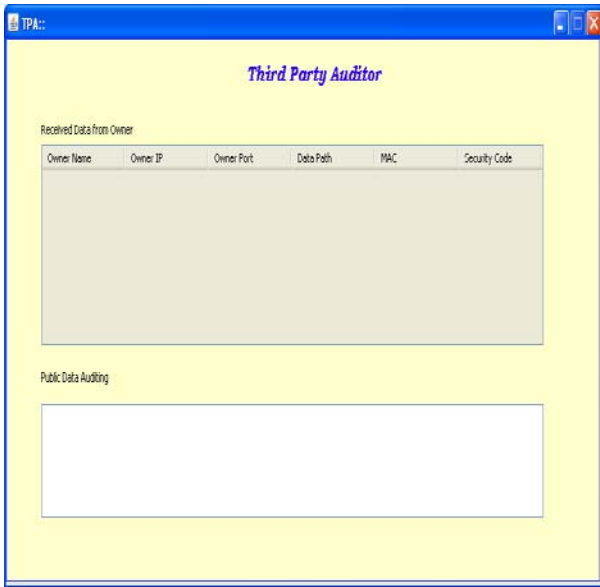 TPA::
Third Party Auditor
Received Data from Owner
Owner Name Owner IP Owner Port Data Path MAC Security Code
Public Data Auditing